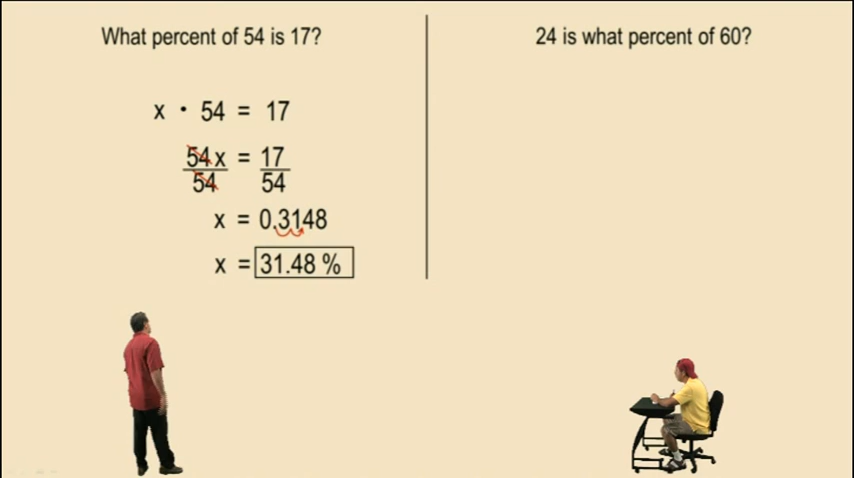 What percent of 54 is 17?
x · 54 = 17
54x = 17
54 54
x = 0.3148
x = 31.48 %
24 is what percent of 60?